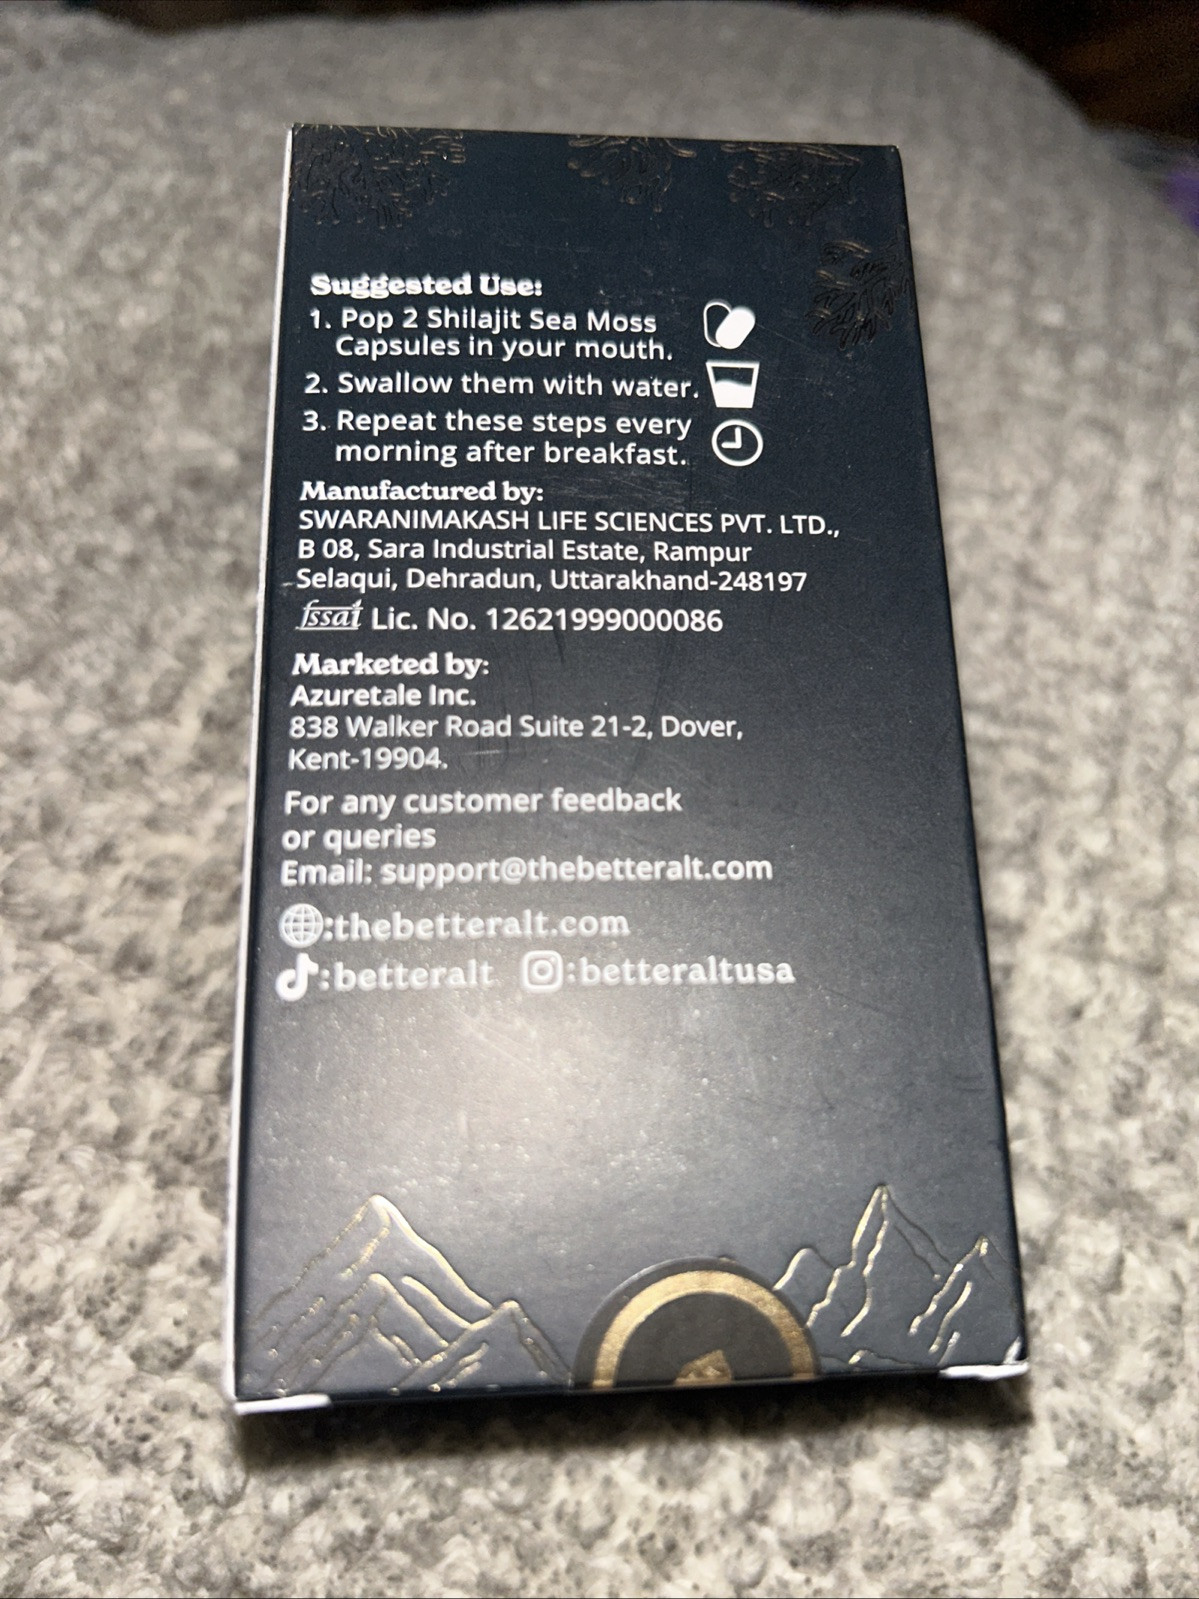 Suggested Use:
1. Pop 2 Shilajit Sea Moss
Capsules in your mouth.
2. Swallow them with water.
3. Repeat these steps every
morning after breakfast.
Manufactured by:
SWARANIMAKASH LIFE SCIENCES PVT. LTD.,
B 08, Sara Industrial Estate, Rampur
Selaqui, Dehradun, Uttarakhand-248197
fssai Lic. No. 12621999000086
Marketed by:
Azuretale Inc.
838 Walker Road Suite 21-2, Dover,
Kent-19904.
For any customer feedback
or queries
Email: support@thebetteralt.com
:thebetteralt.com
:betteralt :betteraltusa